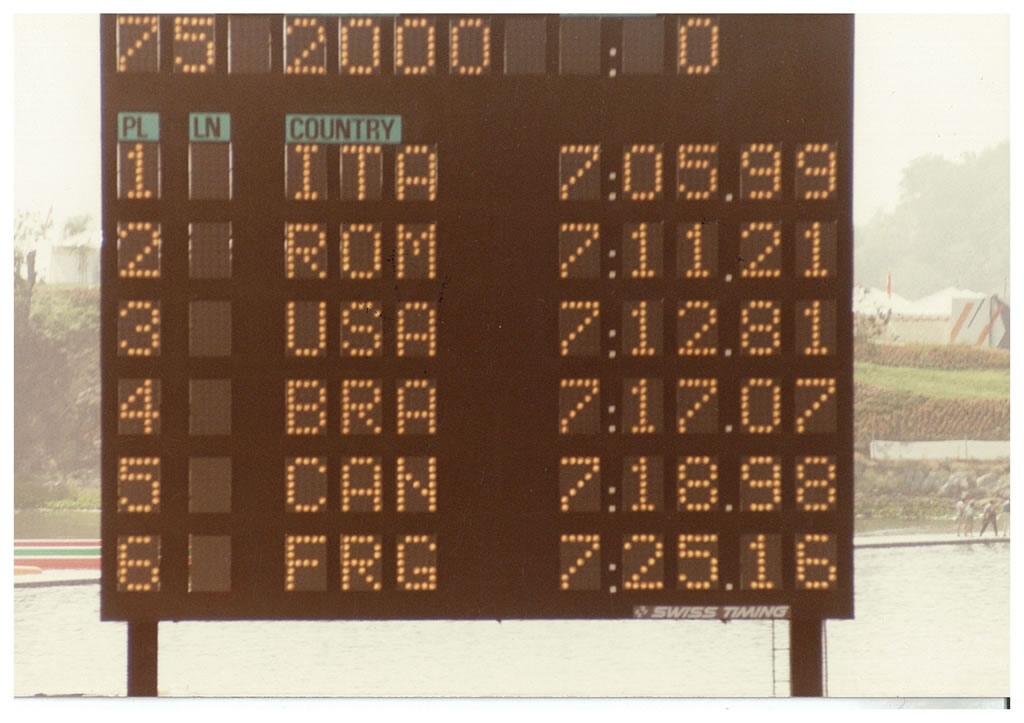 75 2000 : 0
PL LN COUNTRY
1 ITA 7:05.99
2 ROM 7:11.21
3 USA 7:12.81
4 BRA 7:17.07
5 CAN 7:18.98
6 FRG 7:25.16
SWISS TIMING